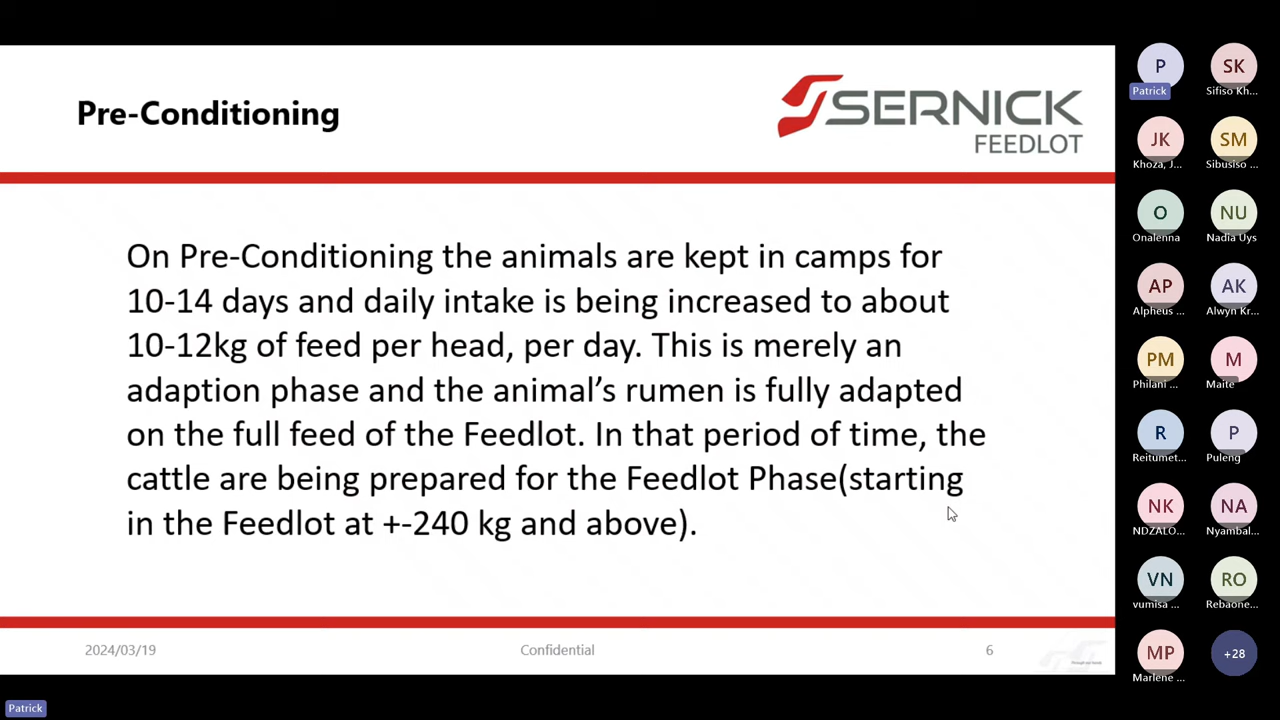 Pre-Conditioning
SERNICK
FEEDLOT
On Pre-Conditioning the animals are kept in camps for
10-14 days and daily intake is being increased to about
10-12kg of feed per head, per day. This is merely an
adaption phase and the animal’s rumen is fully adapted
on the full feed of the Feedlot. In that period of time, the
cattle are being prepared for the Feedlot Phase(starting
in the Feedlot at +-240 kg and above).
2024/03/19
Confidential
6
P
Patrick
SK
Sifiso Kh...
JK
Khoza, J...
SM
Sibusiso ...
O
Onalenna
NU
Nadia Uys
AP
Alpheus ...
AK
Alwyn Kr...
PM
Philani ...
M
Maite
R
Reitumet...
P
Puleng
NK
NDZALO...
NA
Nyambal...
VN
vumisa ...
RO
Rebaone...
MP
Marlene ...
+28
Patrick